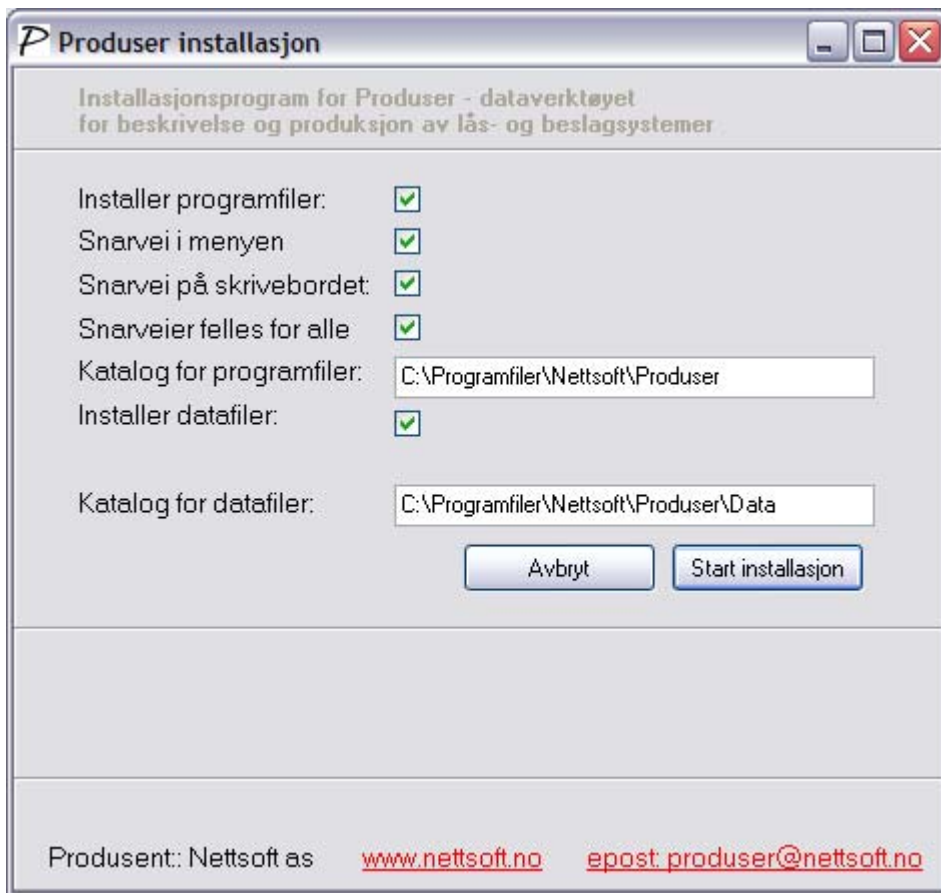 P Produser installasjon
Installasjonsprogram for Produser - dataverktøyet
for beskrivelse og produksjon av lås- og beslagsystemer
Installer programfiler:
Snarvei i menyen
Snarvei på skrivebordet:
Snarveier felles for alle
Katalog for programfiler: C:\Programfiler\Nettsoft\Produser
Installer datafiler:
Katalog for datafiler: C:\Programfiler\Nettsoft\Produser\Data
Avbryt Start installasjon
Produsent:: Nettsoft as www.nettsoft.no epost: produser@nettsoft.no